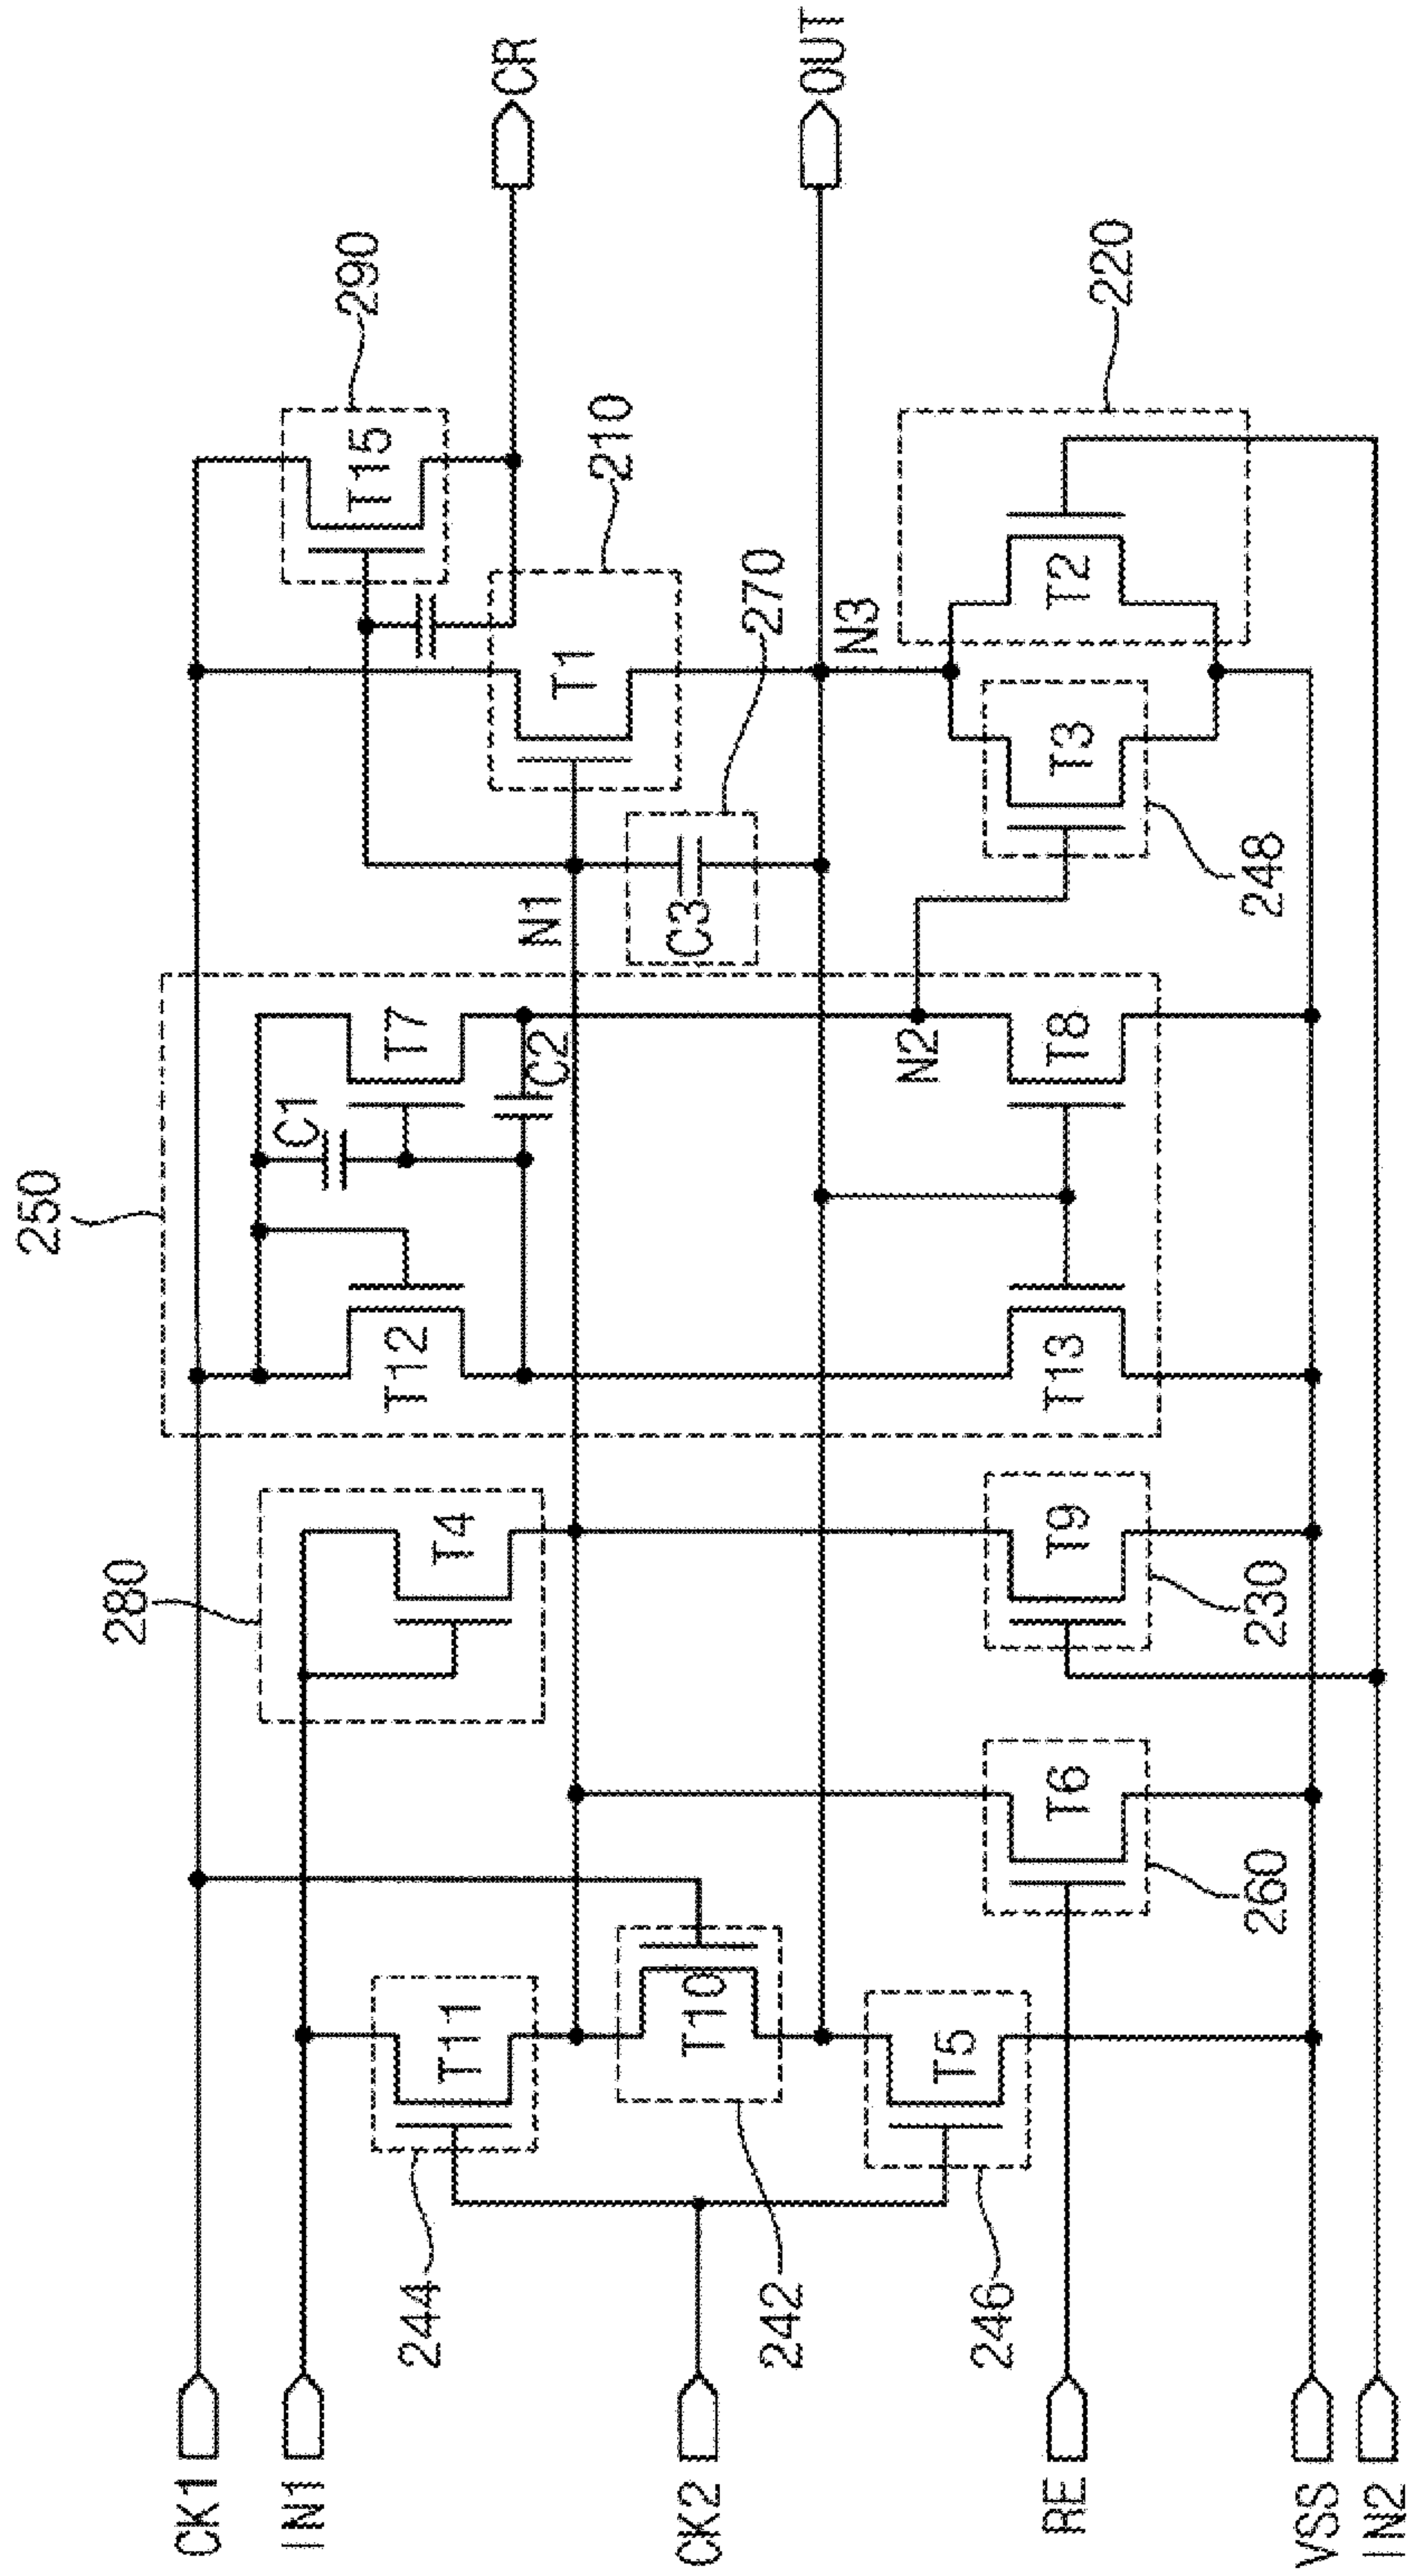 250
280
290
CR
210
OUT
270
220
CK1
IN1
244
CK2
242
246
RE
260
230
248
VSS
IN2
T11
T10
T5
T6
T4
T9
T12
C1
T7
C2
T13
N2
T8
N1
C3
T15
T1
N3
T3
T2